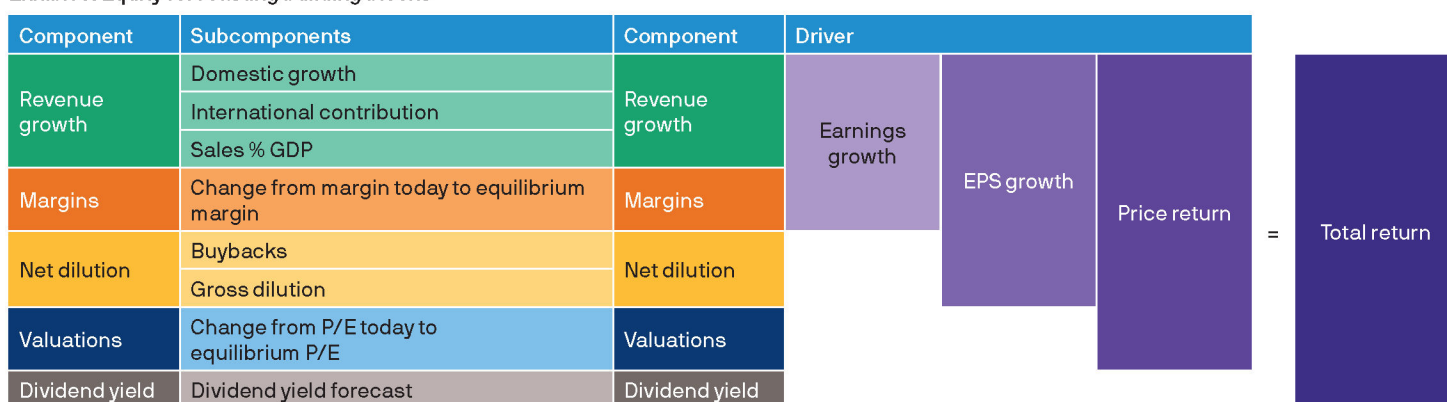 Component Subcomponents Component Driver
Revenue growth
Domestic growth
International contribution
Sales % GDP
Revenue growth
Margins
Change from margin today to equilibrium
margin
Margins
Net dilution
Buybacks
Gross dilution
Net dilution
Valuations
Change from P/E today to
equilibrium P/E
Valuations
Dividend yield
Dividend yield forecast
Dividend yield
Earnings
growth
EPS growth
Price return
=
Total return